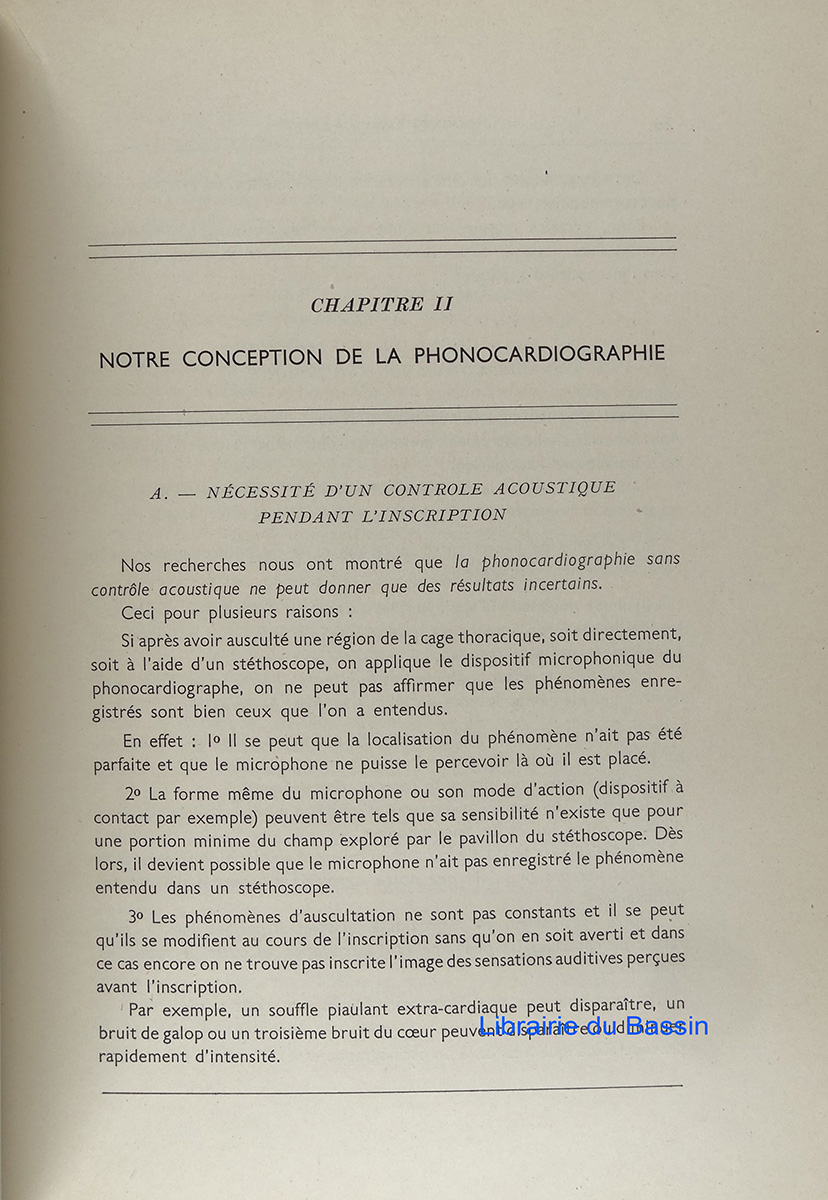 CHAPITRE II
NOTRE CONCEPTION DE LA PHONOCARDIOGRAPHIE
A. — NÉCESSITÉ D'UN CONTROLE ACOUSTIQUE
PENDANT L'INSCRIPTION
Nos recherches nous ont montré que la phonocardiographie sans
contrôle acoustique ne peut donner que des résultats incertains.
Ceci pour plusieurs raisons :
Si après avoir ausculté une région de la cage thoracique, soit directement,
soit à l'aide d'un stéthoscope, on applique le dispositif microphonique du
phonocardiographe, on ne peut pas affirmer que les phénomènes enre-
gistrés sont bien ceux que l'on a entendus.
En effet : 1º Il se peut que la localisation du phénomène n'ait pas été
parfaite et que le microphone ne puisse le percevoir là où il est placé.
2º La forme même du microphone ou son mode d'action (dispositif à
contact par exemple) peuvent être tels que sa sensibilité n'existe que pour
une portion minime du champ exploré par le pavillon du stéthoscope. Dès
lors, il devient possible que le microphone n'ait pas enregistré le phénomène
entendu dans un stéthoscope.
3º Les phénomènes d'auscultation ne sont pas constants et il se peut
qu'ils se modifient au cours de l'inscription sans qu'on en soit averti et dans
ce cas encore on ne trouve pas inscrite l'image des sensations auditives perçues
avant l'inscription.
Par exemple, un souffle piaulant extra-cardiaque peut disparaître, un
bruit de galop ou un troisième bruit du cœur peuvent disparaître ou diminuer
Librairie du Bassin
rapidement d'intensité.